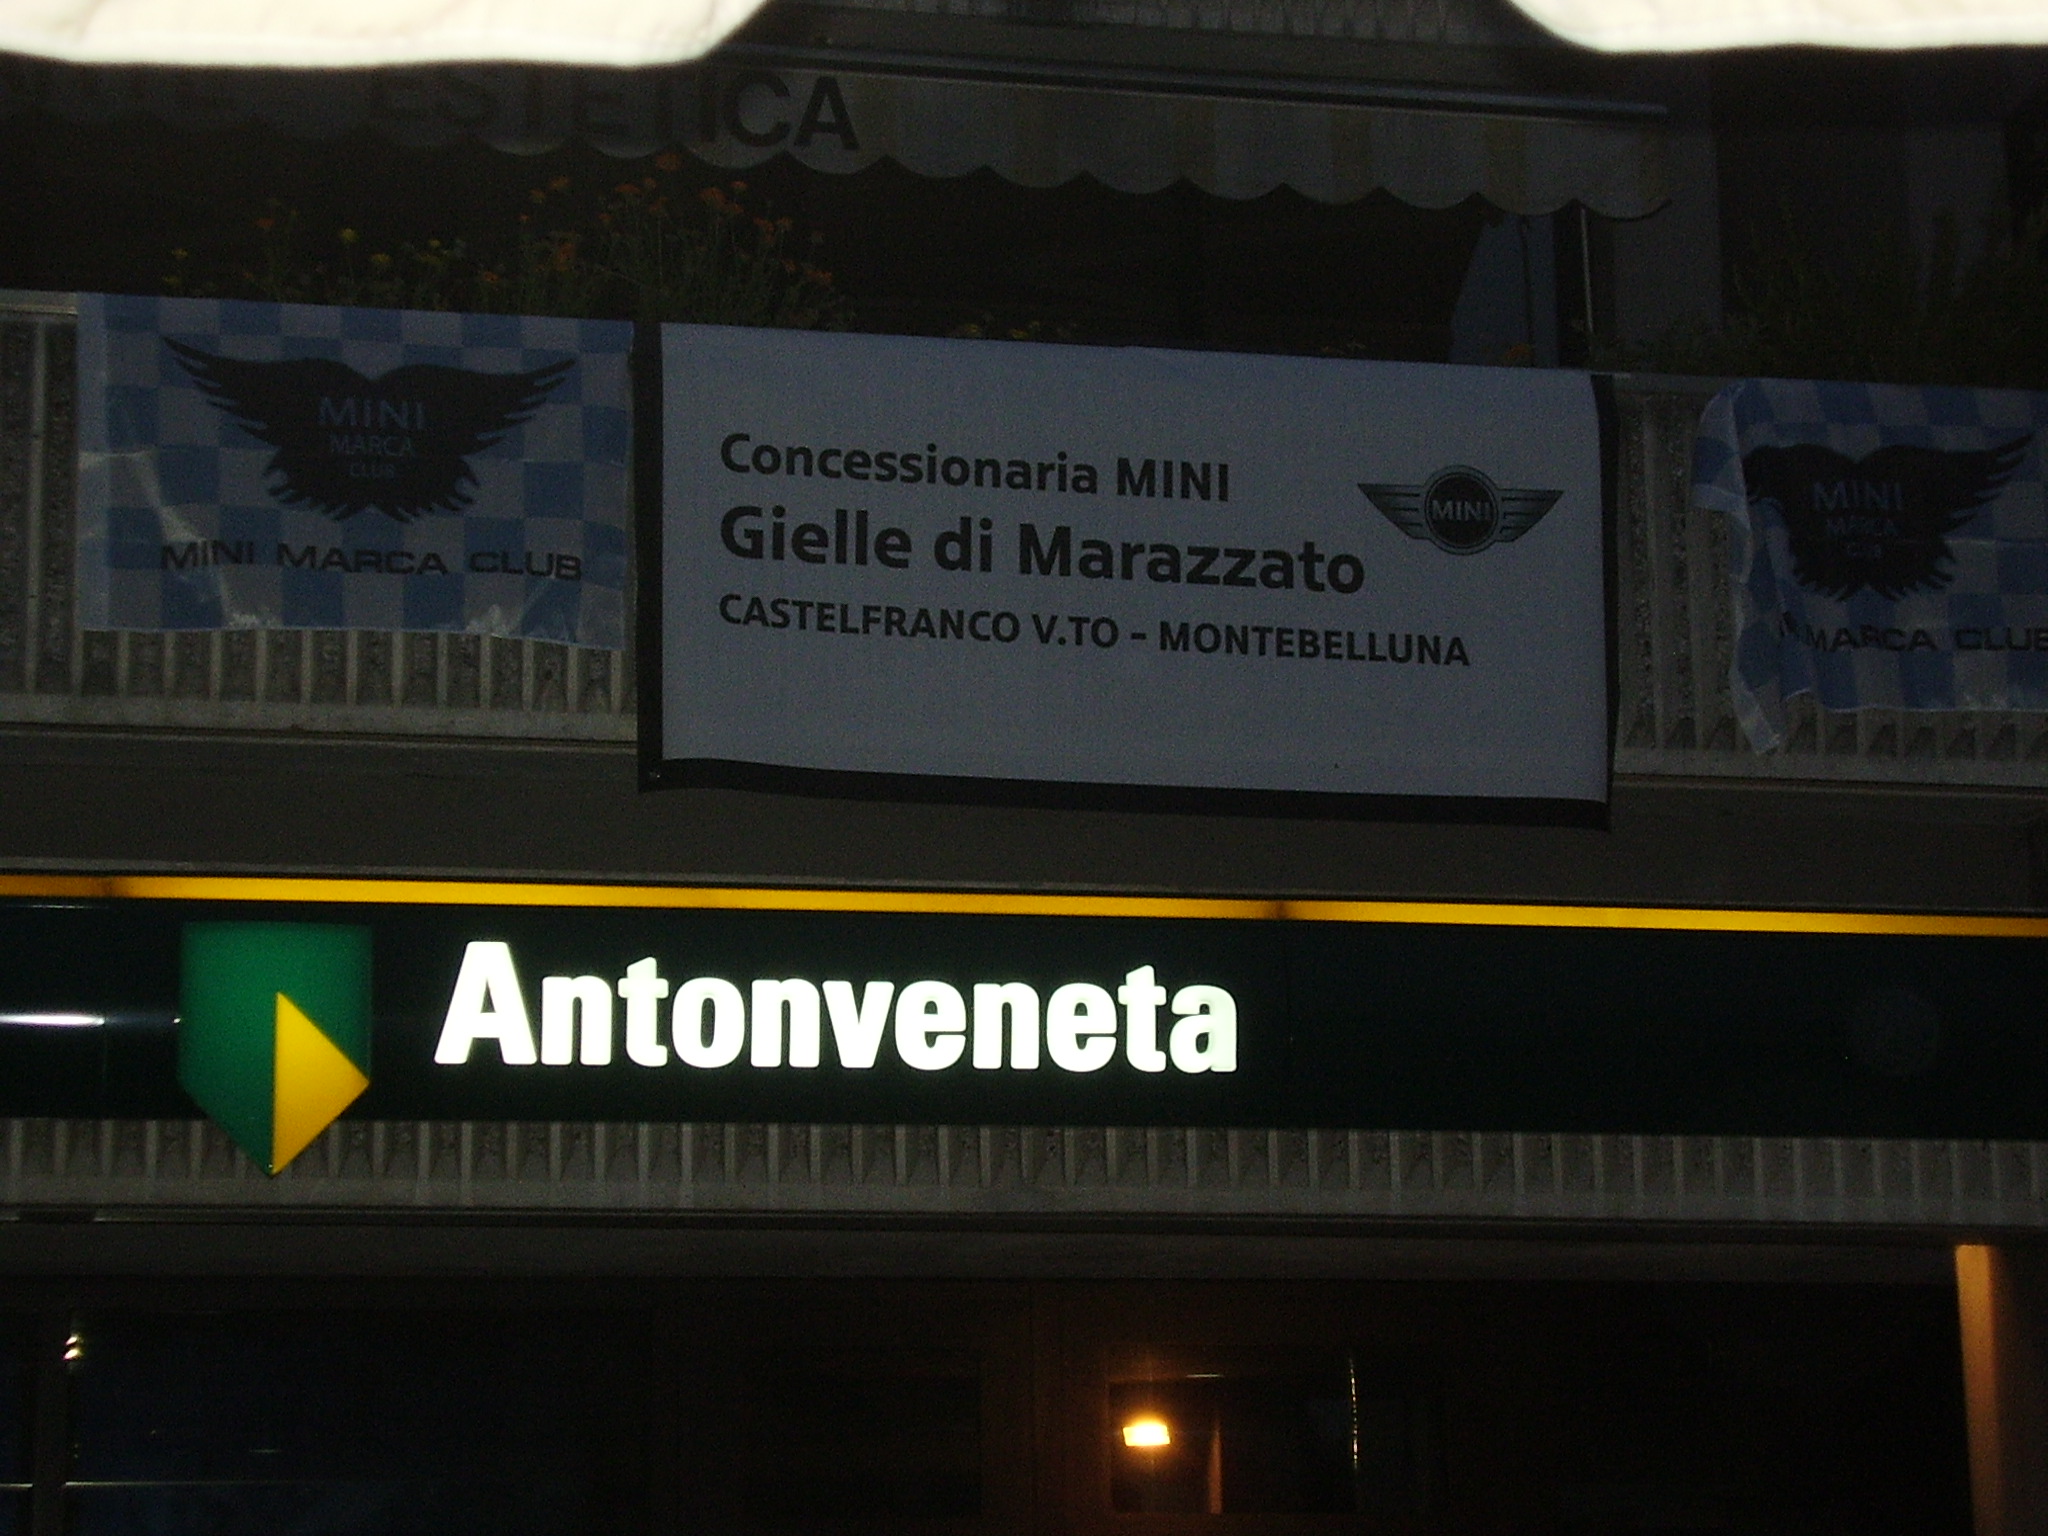 ESTETICA
MINI
MARCA
CLUB
MINI MARCA CLUB
Concessionaria MINI
Gielle di Marazzato
CASTELFRANCO V.TO - MONTEBELLUNA
MINI
MINI
MARCA
CLUB
MARCA CLUB
Antonveneta